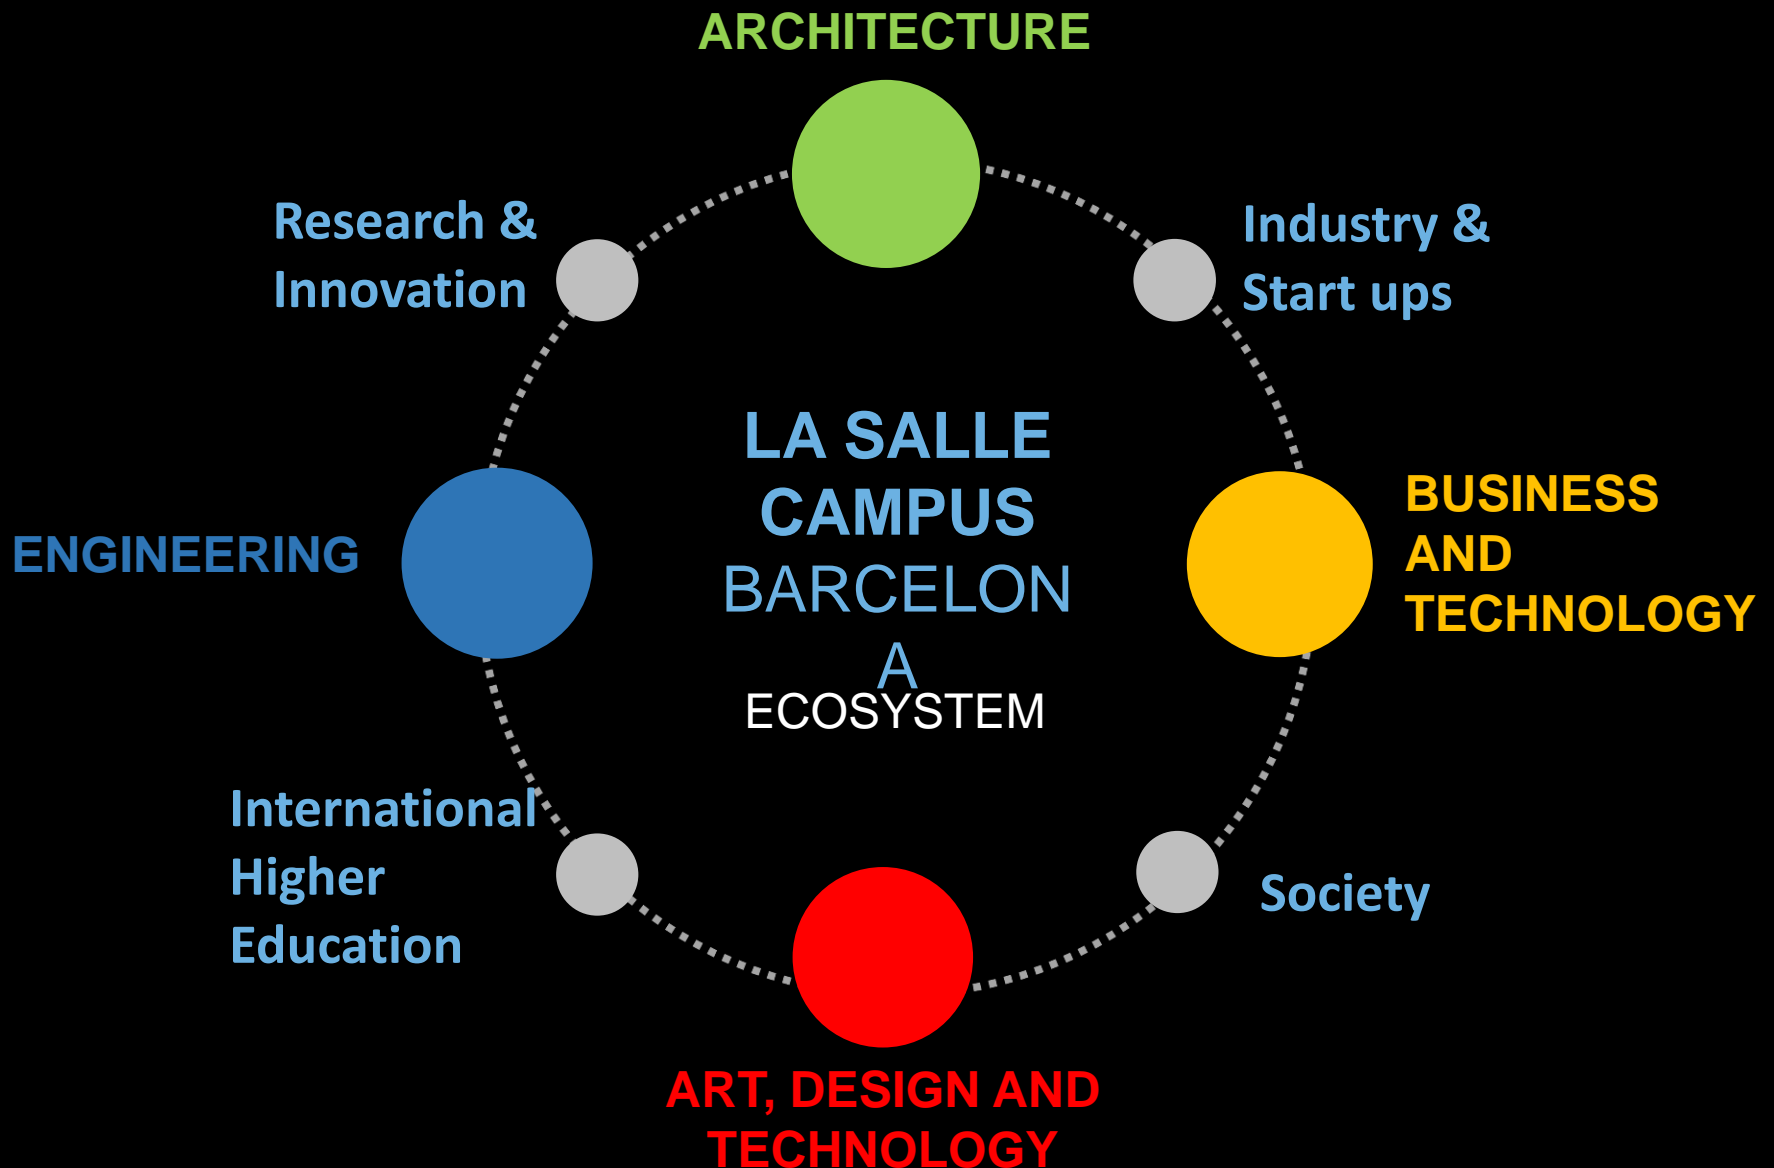 ARCHITECTURE
Research &
Innovation
Industry &
Start ups
LA SALLE
CAMPUS
BARCELON
A
ECOSYSTEM
ENGINEERING
BUSINESS
AND
TECHNOLOGY
International
Higher
Education
Society
ART, DESIGN AND
TECHNOLOGY